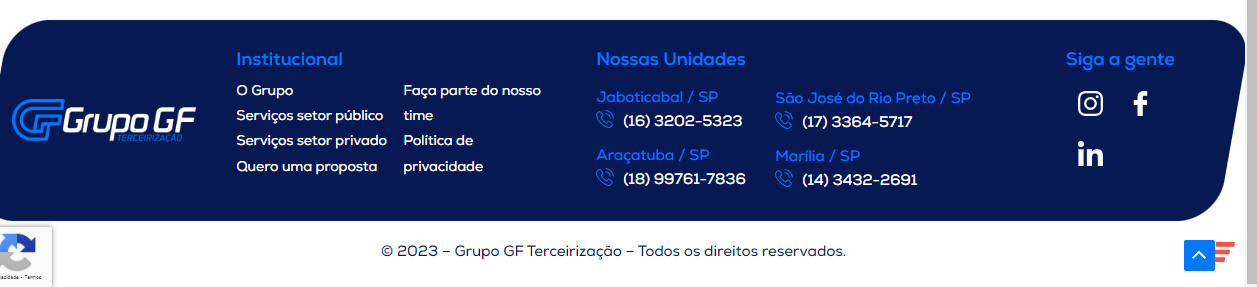 Grupo GF
TERCEIRIZAÇÃO
Institucional
O Grupo
Serviços setor público
Serviços setor privado
Quero uma proposta
Faça parte do nosso
time
Política de
privacidade
Nossas Unidades
Jaboticabal / SP
(16) 3202-5323
Araçatuba / SP
(18) 99761-7836
São José do Rio Preto / SP
(17) 3364-5717
Marília / SP
(14) 3432-2691
Siga a gente
© 2023 – Grupo GF Terceirização – Todos os direitos reservados.
- Termos